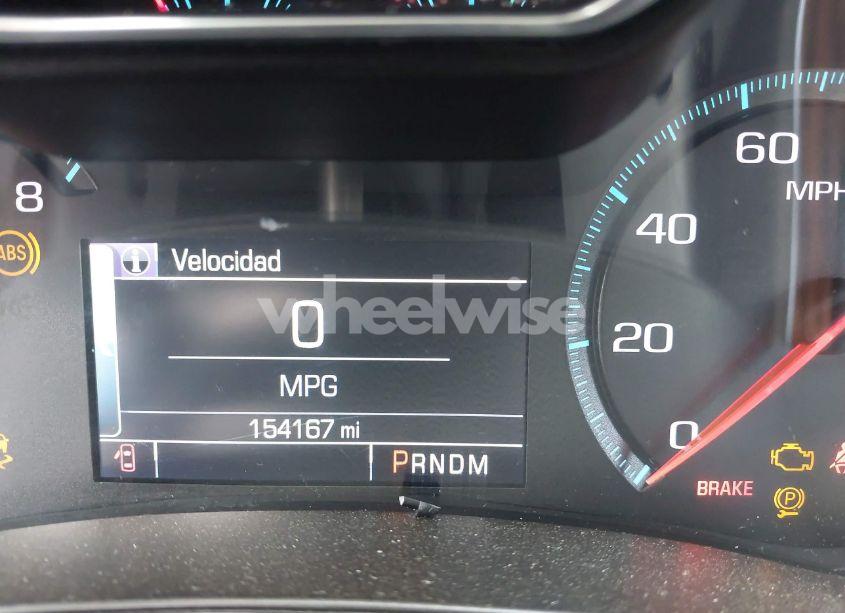 8
60
MPH
ABS
40
Velocidad
wheelwise
0
20
MPG
154167 mi
0
PRNDM
BRAKE
P